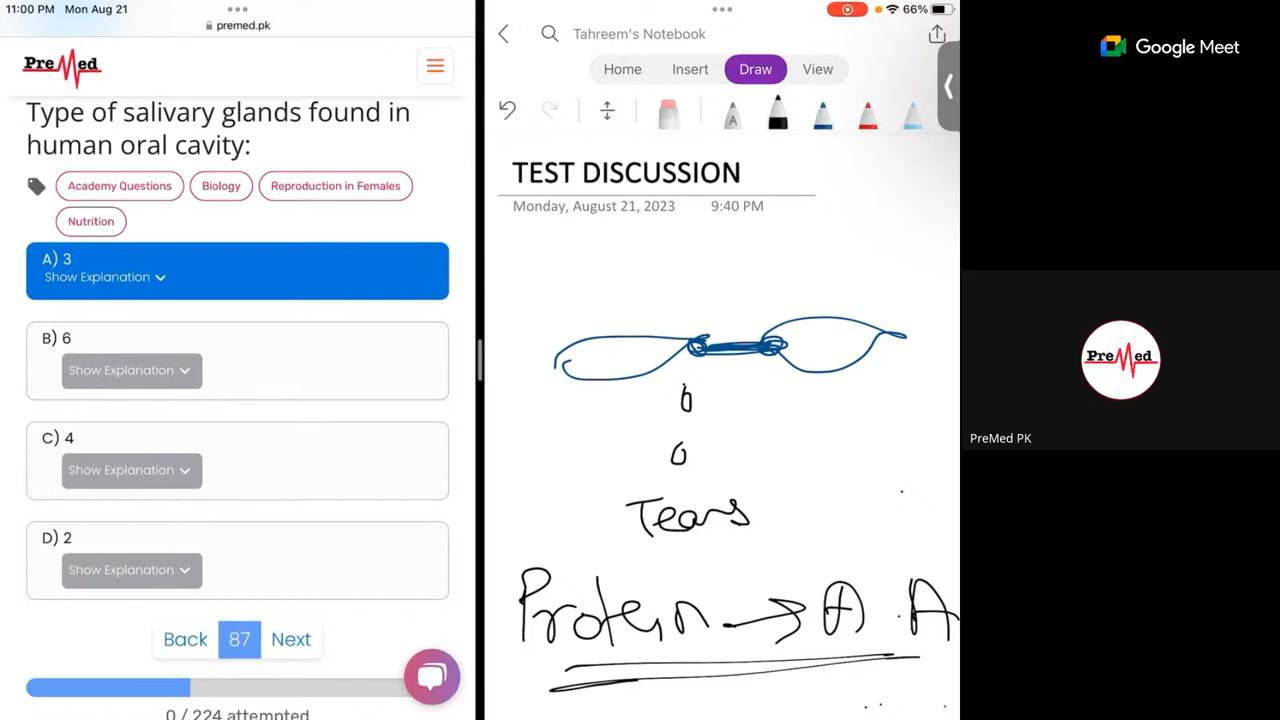 11:00 PM Mon Aug 21
premed.pk
PreMed
Type of salivary glands found in
human oral cavity:
Academy Questions
Biology
Reproduction in Females
Nutrition
A) 3
Show Explanation
B) 6
Show Explanation
C) 4
Show Explanation
D) 2
Show Explanation
Back 87 Next
0 / 224 attempted
66%
Tahreem's Notebook
Home Insert Draw View
A
TEST DISCUSSION
Monday, August 21, 2023 9:40 PM
0
0
Tears
Protein → A . A
Google Meet
PreMed
PreMed PK